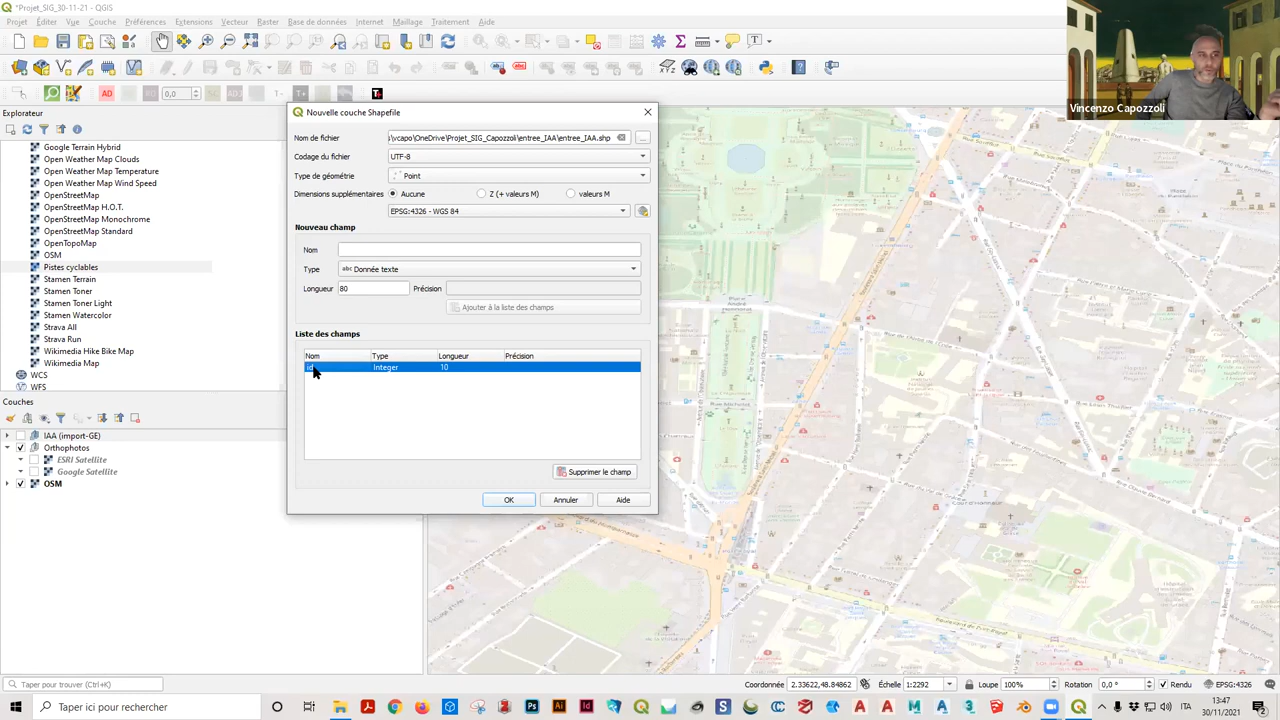 *Projet_SIG_30-11-21 — QGIS
Projet Éditer Vue Couche Préférences Extensions Vecteur Raster Base de données Internet Maillage Traitement Aide
0,0
Explorateur
Google Terrain Hybrid
Open Weather Map Clouds
Open Weather Map Temperature
Open Weather Map Wind Speed
OpenStreetMap
OpenStreetMap H.O.T.
OpenStreetMap Monochrome
OpenStreetMap Standard
OpenTopoMap
OSM
Pistes cyclables
Stamen Terrain
Stamen Toner
Stamen Toner Light
Stamen Watercolor
Strava All
Strava Run
Wikimedia Hike Bike Map
Wikimedia Map
WCS
WFS
Couches
IAA (import-GE)
Orthophotos
ESRI Satellite
Google Satellite
OSM
Nouvelle couche Shapefile
Nom de fichier
\vcapo\OneDrive\Projet_SIG_Capozzoli\entree_IAA\entree_IAA.shp
Codage du fichier UTF-8
Type de géométrie Point
Dimensions supplémentaires Aucune Z (+ valeurs M) valeurs M
EPSG:4326 - WGS 84
Nouveau champ
Nom
Type abc Donnée texte
Longueur 80 Précision
Ajouter à la liste des champs
Liste des champs
Nom Type Longueur Précision
id Integer 10
Supprimer le champ
OK Annuler Aide
Vincenzo Capozzoli
Taper pour trouver (Ctrl+K)
Coordonnée 2.33622,48.84862 Échelle 1:2292 Loupe 100% Rotation 0,0 ° Rendu EPSG:4326
Taper ici pour rechercher
ITA
13:47
30/11/2021